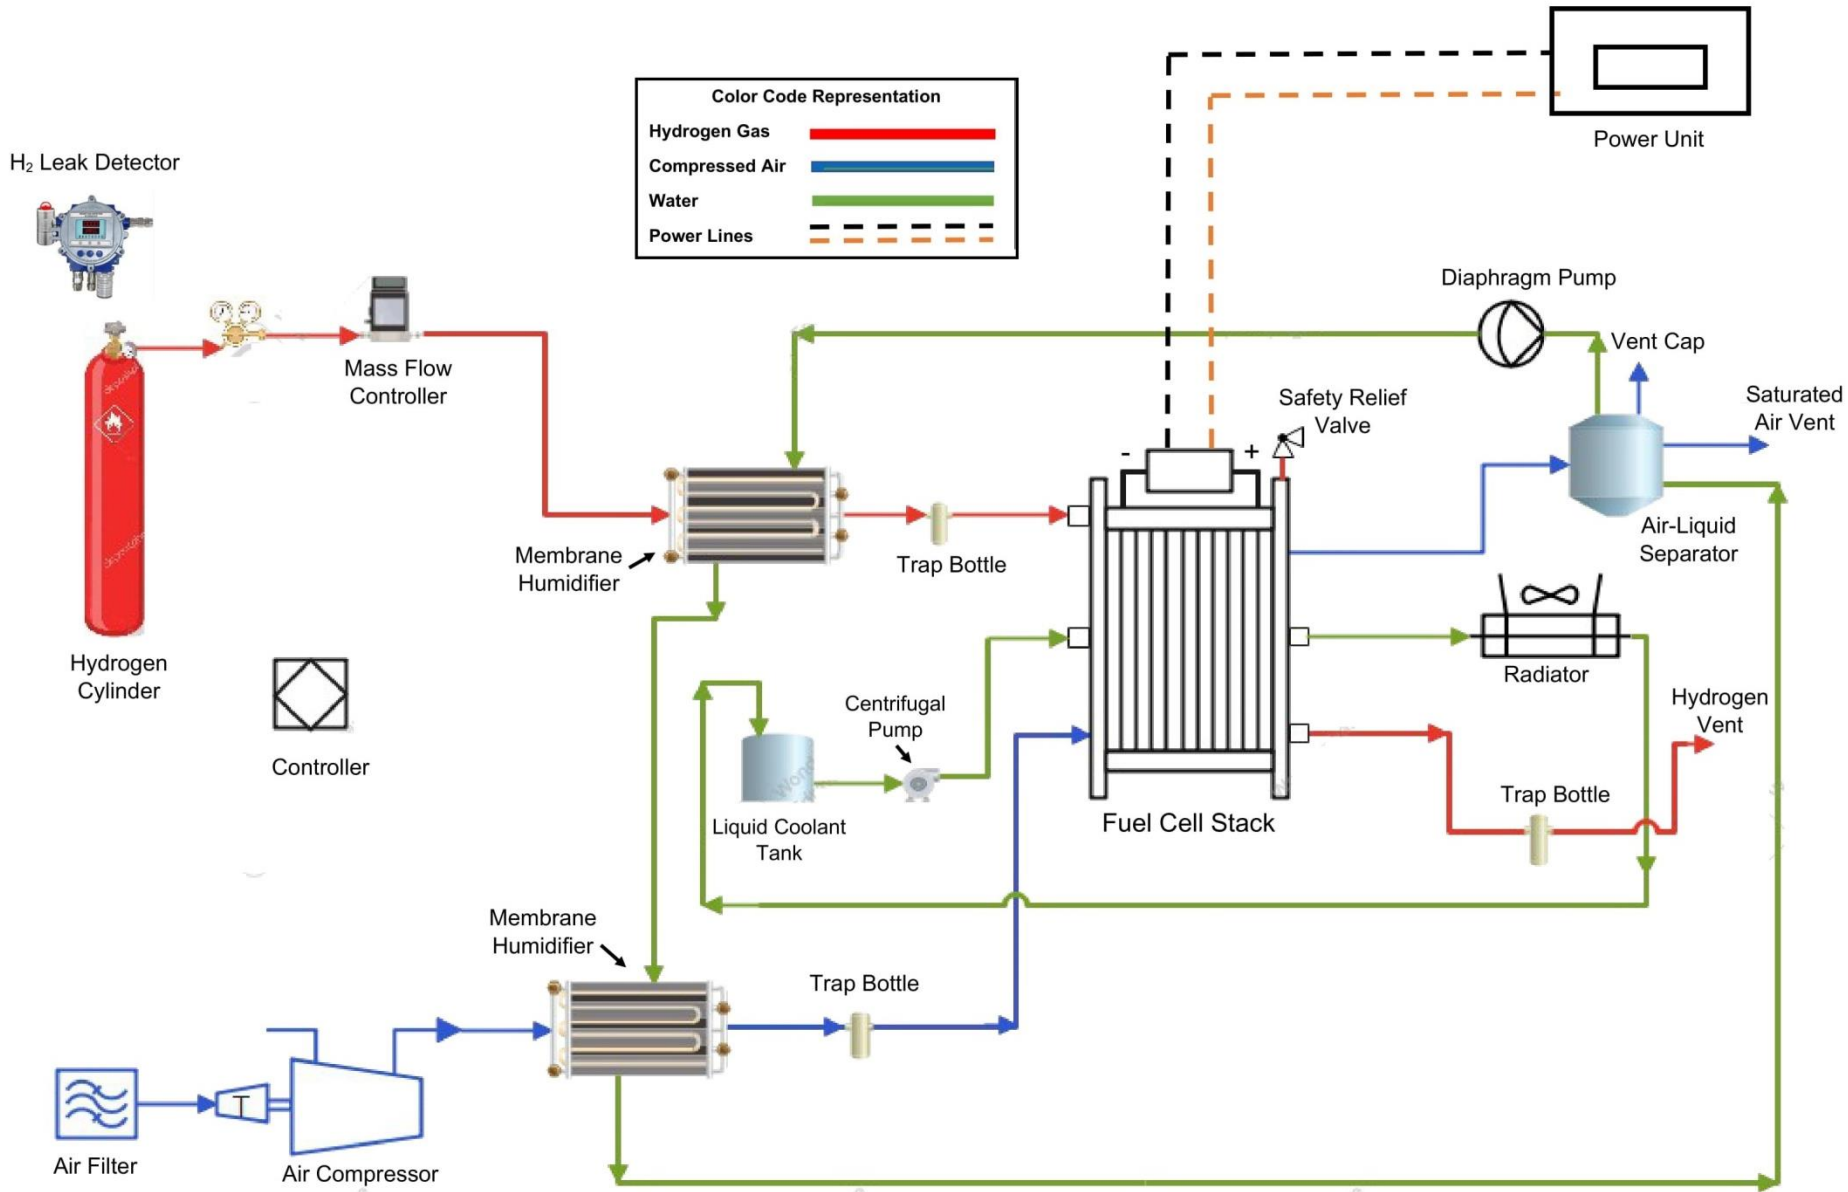 Power Unit
Color Code Representation
Hydrogen Gas
Compressed Air
Water
Power Lines
H₂ Leak Detector
Mass Flow
Controller
Diaphragm Pump
Vent Cap
Safety Relief
Valve
Saturated
Air Vent
- +
Membrane
Humidifier
Trap Bottle
Air-Liquid
Separator
Hydrogen
Cylinder
Radiator
Hydrogen
Vent
Centrifugal
Pump
Controller
Liquid Coolant
Tank
Fuel Cell Stack
Trap Bottle
Membrane
Humidifier
Trap Bottle
T
Air Filter
Air Compressor